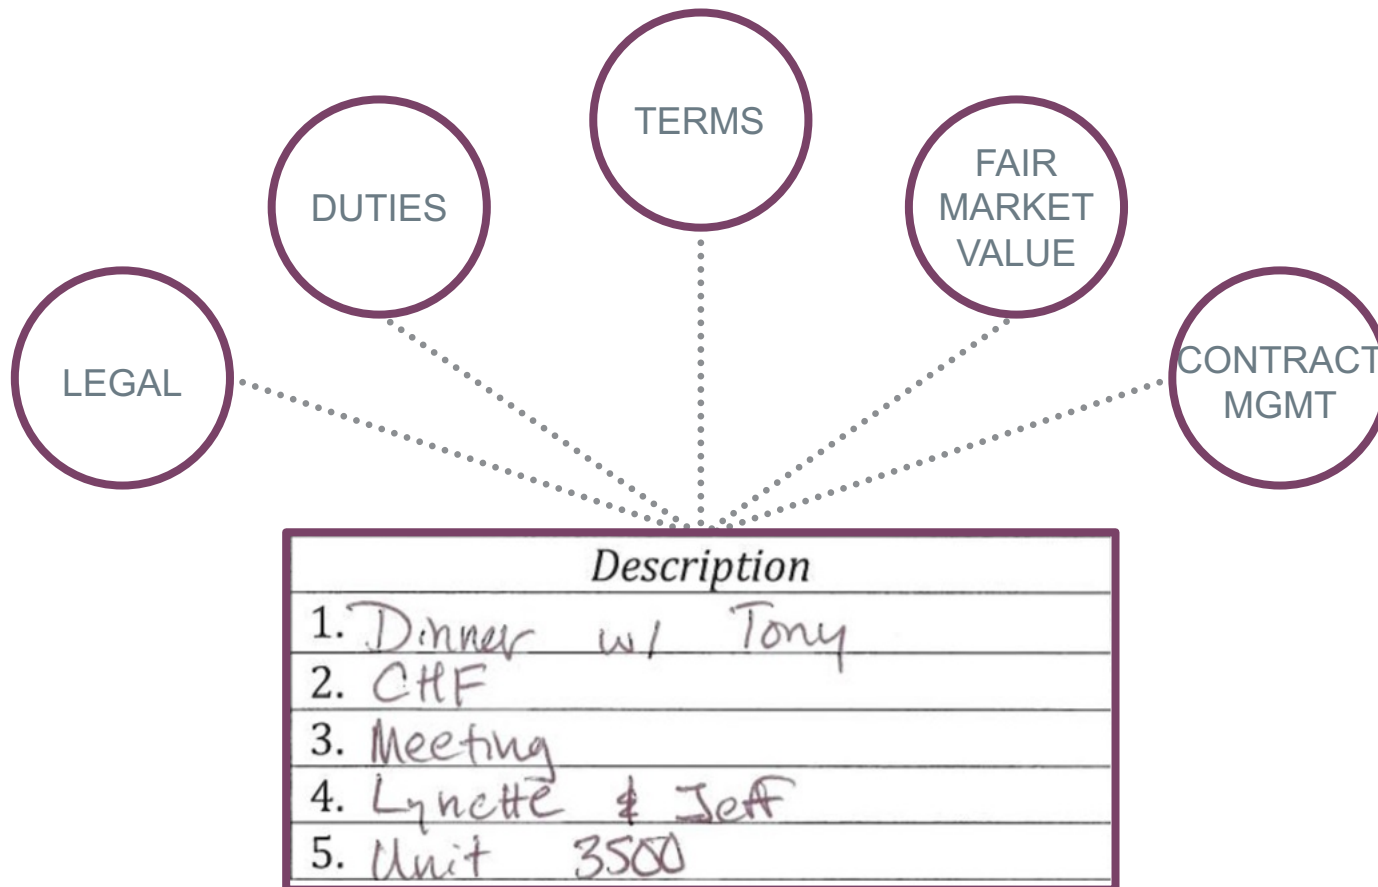 TERMS
DUTIES
FAIR
MARKET
VALUE
LEGAL
CONTRACT
MGMT
Description
1. Dinner w/ Tony
2. CHF
3. Meeting
4. Lynette & Jeff
5. Unit 3500